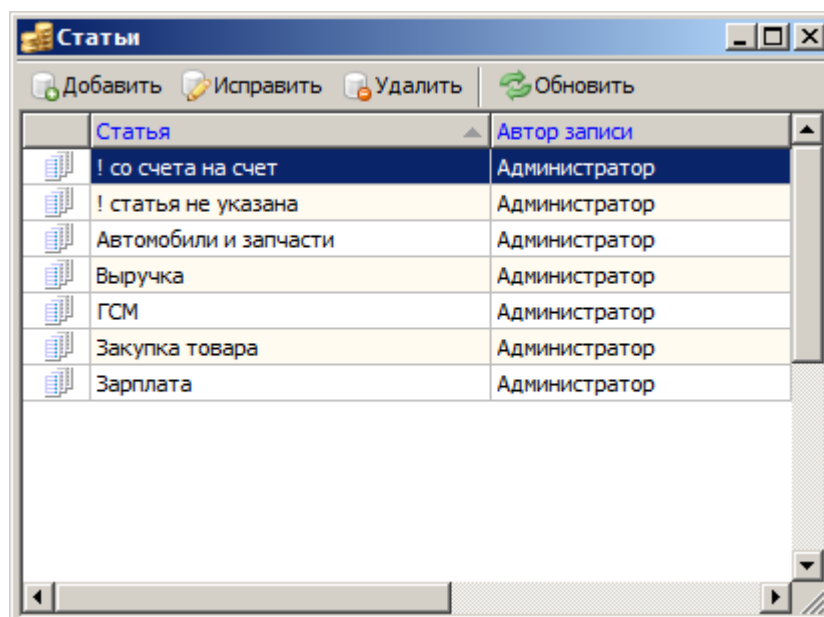 Статьи
Добавить Исправить Удалить Обновить
Статья Автор записи
! со счета на счет Администратор
! статья не указана Администратор
Автомобили и запчасти Администратор
Выручка Администратор
ГСМ Администратор
Закупка товара Администратор
Зарплата Администратор